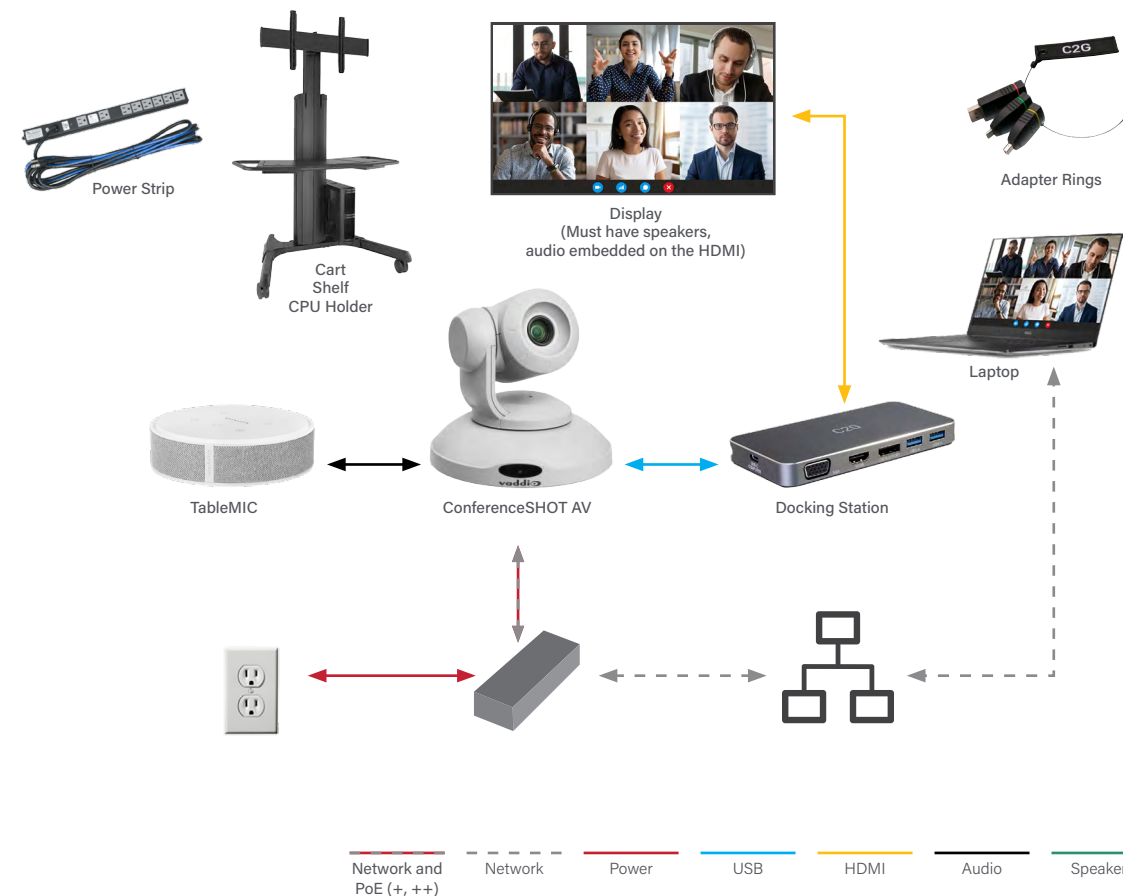 C2G
Power Strip
Adapter Rings
Display
(Must have speakers,
audio embedded on the HDMI)
Cart
Shelf
CPU Holder
Laptop
C2G
vaddio
TableMIC
ConferenceSHOT AV
Docking Station
Network and
PoE (+, ++)
Network
Power
USB
HDMI
Audio
Speaker